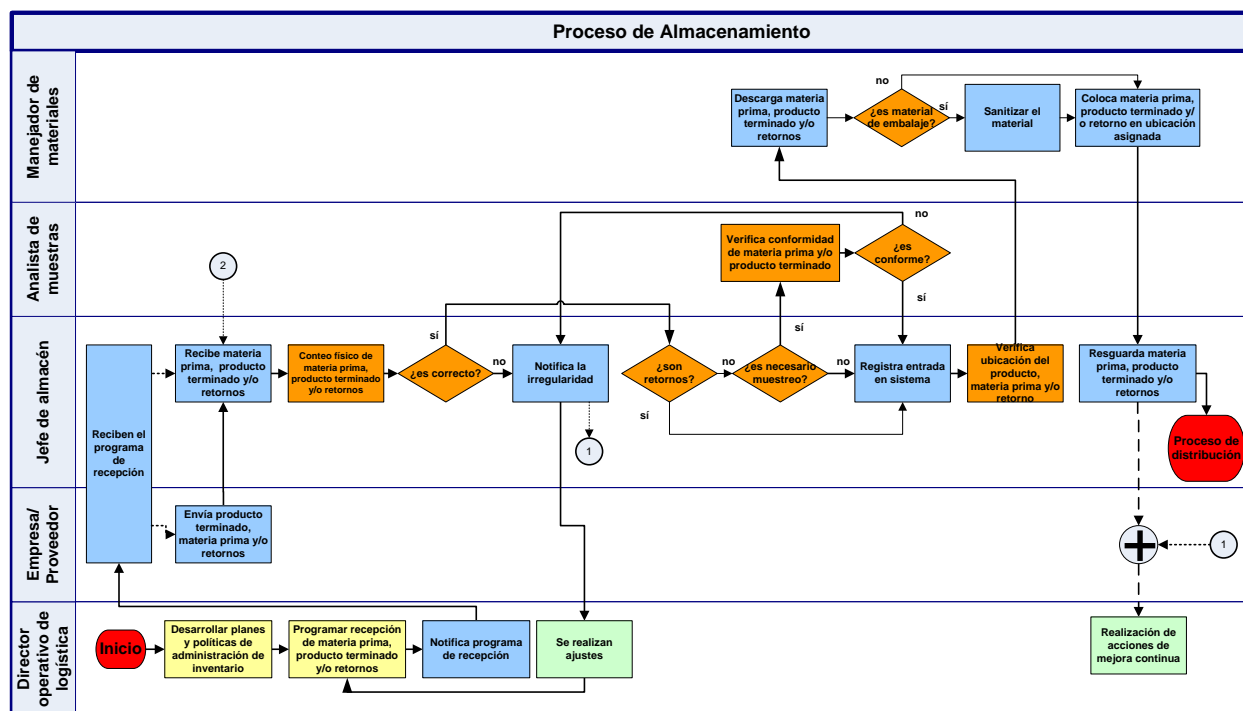 Proceso de Almacenamiento
Manejador de
materiales
Descarga materia
prima, producto
terminado y/o
retornos
¿es material
de embalaje?
no
sí
Sanitizar el
material
Coloca materia prima,
producto terminado y/
o retorno en ubicación
asignada
Analista de
muestras
2
Verifica conformidad
de materia prima y/o
producto terminado
¿es
conforme?
no
sí
Jefe de almacén
Reciben el
programa
de
recepción
Recibe materia
prima, producto
terminado y/o
retornos
Conteo físico de
materia prima,
producto terminado
y/o retornos
¿es correcto?
sí
no
Notifica la
irregularidad
1
¿son
retornos?
no
sí
¿es necesario
muestreo?
sí
no
Registra entrada
en sistema
Verifica
ubicación del
producto,
materia prima y/o
retorno
Resguarda materia
prima, producto
terminado y/o
retornos
Proceso de
distribución
Empresa/
Proveedor
Envía producto
terminado,
materia prima y/o
retornos
1
Director
operativo de
logística
Inicio
Desarrollar planes
y políticas de
administración de
inventario
Programar recepción
de materia prima,
producto terminado
y/o retornos
Notifica programa
de recepción
Se realizan
ajustes
Realización de
acciones de
mejora continua